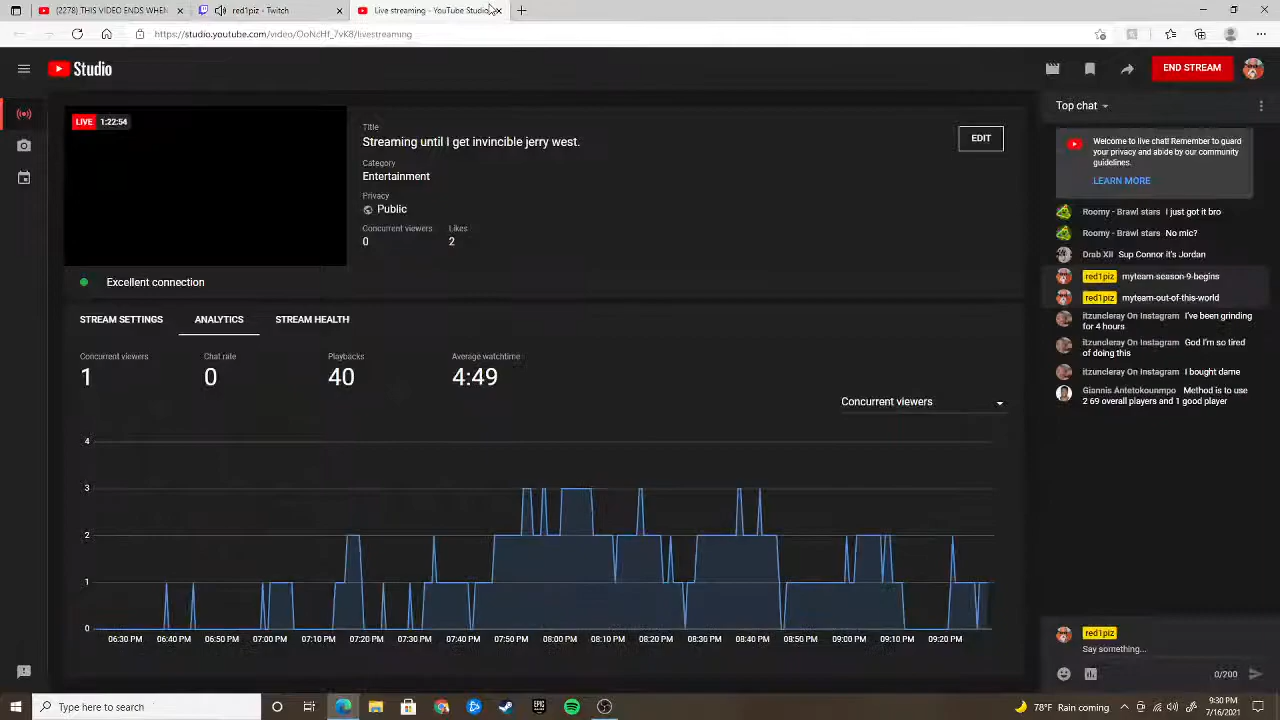 (2278) THIS VIDEO ENDS WHEN
red1piz - Twitch
Live streaming - YouTube Studio
https://studio.youtube.com/video/OoNcHf_7vK8/livestreaming
Studio
END STREAM
LIVE 1:22:54
Title
Streaming until I get invincible jerry west.
EDIT
Category
Entertainment
Privacy
Public
Concurrent viewers Likes
0 2
Excellent connection
STREAM SETTINGS ANALYTICS STREAM HEALTH
Concurrent viewers Chat rate Playbacks Average watchtime
1 0 40 4:49
Concurrent viewers
4
3
2
1
0
06:30 PM 06:40 PM 06:50 PM 07:00 PM 07:10 PM 07:20 PM 07:30 PM 07:40 PM 07:50 PM 08:00 PM 08:10 PM 08:20 PM 08:30 PM 08:40 PM 08:50 PM 09:00 PM 09:10 PM 09:20 PM
Top chat
Welcome to live chat! Remember to guard
your privacy and abide by our community
guidelines.
LEARN MORE
Roomy - Brawl stars I just got it bro
Roomy - Brawl stars No mic?
Drab XII Sup Connor it's Jordan
red1piz myteam-season-9-begins
red1piz myteam-out-of-this-world
itzuncleray On Instagram I've been grinding
for 4 hours
itzuncleray On Instagram God I'm so tired
of doing this
itzuncleray On Instagram I bought dame
Giannis Antetokounmpo Method is to use
2 69 overall players and 1 good player
red1piz
Say something...
0/200
Type here to search
EPIC
78°F Rain coming
9:30 PM
7/16/2021